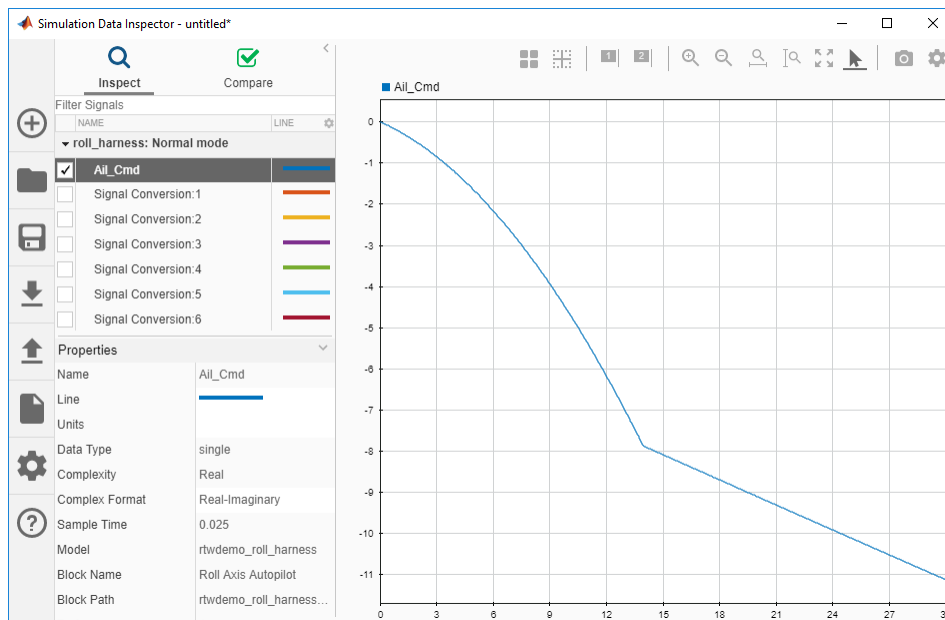 Simulation Data Inspector - untitled*
Inspect Compare
Filter Signals
NAME LINE
roll_harness: Normal mode
Ail_Cmd
Signal Conversion:1
Signal Conversion:2
Signal Conversion:3
Signal Conversion:4
Signal Conversion:5
Signal Conversion:6
Properties
Name Ail_Cmd
Line
Units
Data Type single
Complexity Real
Complex Format Real-Imaginary
Sample Time 0.025
Model rtwdemo_roll_harness
Block Name Roll Axis Autopilot
Block Path rtwdemo_roll_harness...
1 2
Ail_Cmd
0
-1
-2
-3
-4
-5
-6
-7
-8
-9
-10
-11
0 3 6 9 12 15 18 21 24 27